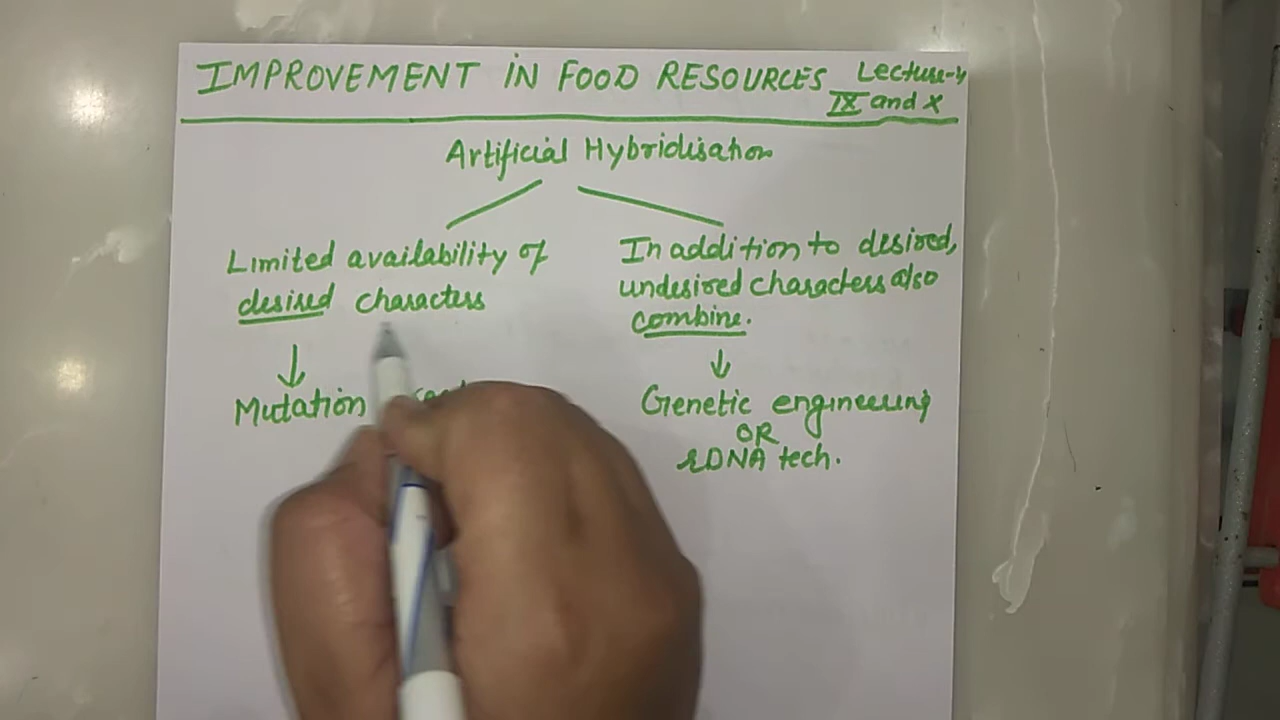 IMPROVEMENT IN FOOD RESOURCES Lecture-4
IX and X
Artificial Hybridisation
Limited availability of
desired characters
In addition to desired,
undesired characters also
combine.
Mutation
Genetic engineering
OR
rDNA tech.